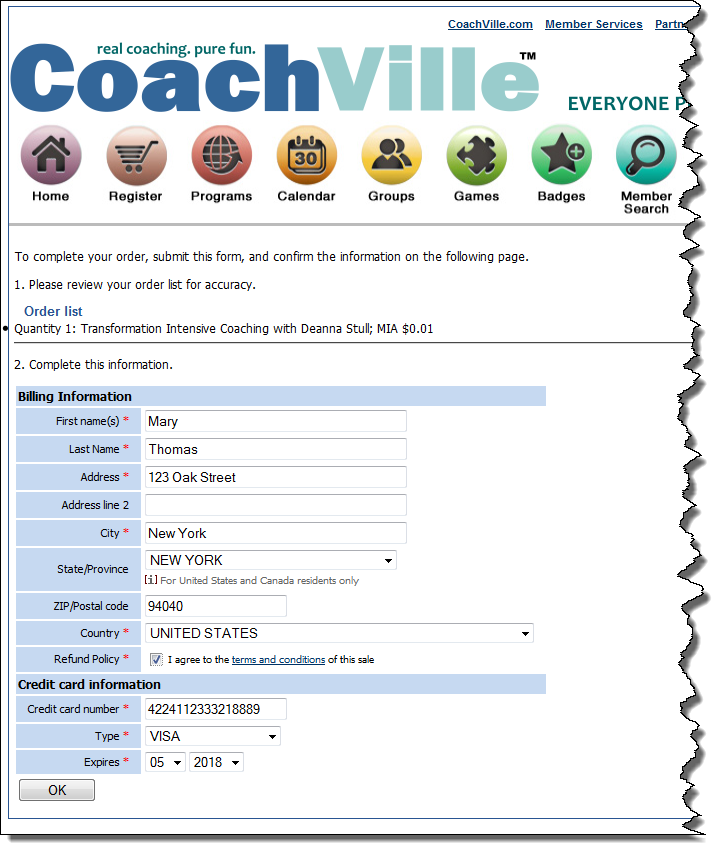 CoachVille.com Member Services Partn
real coaching. pure fun.
CoachVille™
EVERYONE P
30
Home Register Programs Calendar Groups Games Badges Member Search
To complete your order, submit this form, and confirm the information on the following page.
1. Please review your order list for accuracy.
Order list
• Quantity 1: Transformation Intensive Coaching with Deanna Stull; MIA $0.01
2. Complete this information.
Billing Information
First name(s) * Mary
Last Name * Thomas
Address * 123 Oak Street
Address line 2
City * New York
State/Province NEW YORK
[i] For United States and Canada residents only
ZIP/Postal code 94040
Country * UNITED STATES
Refund Policy * I agree to the terms and conditions of this sale
Credit card information
Credit card number * 4224112333218889
Type * VISA
Expires * 05 2018
OK